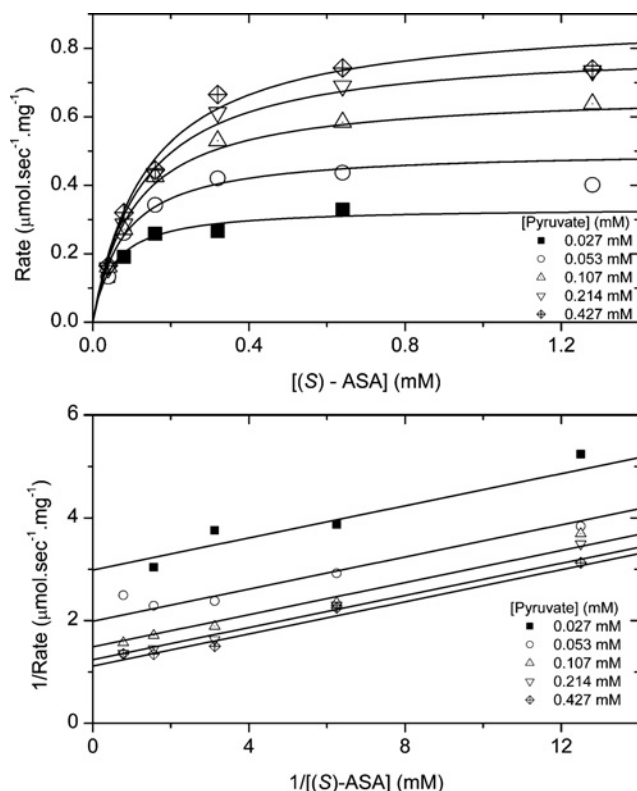 0.8
0.6
0.4
0.2
0.0
Rate (μmol.sec⁻¹.mg⁻¹)
[Pyruvate] (mM)
0.027 mM
0.053 mM
0.107 mM
0.214 mM
0.427 mM
0.0 0.4 0.8 1.2
[(S) - ASA] (mM)
6
4
2
0
1/Rate (μmol.sec⁻¹.mg⁻¹)
[Pyruvate] (mM)
0.027 mM
0.053 mM
0.107 mM
0.214 mM
0.427 mM
0 4 8 12
1/[(S)-ASA] (mM)